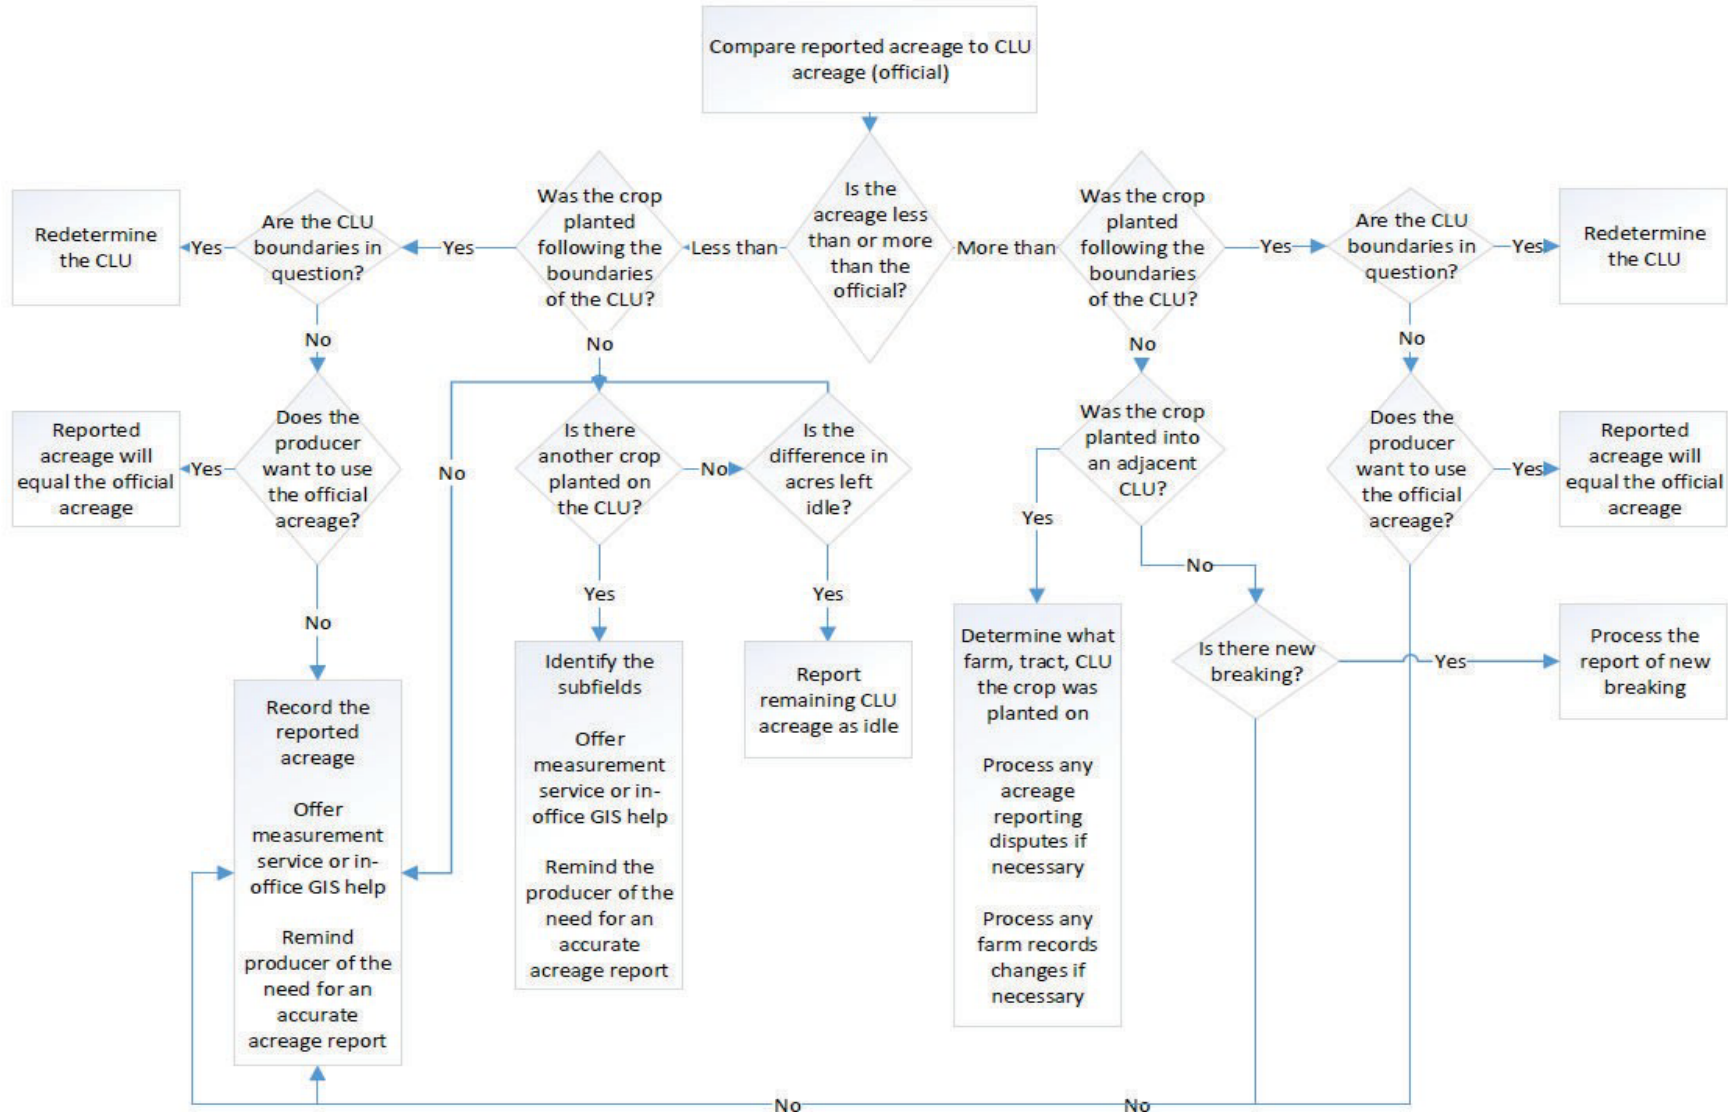 Compare reported acreage to CLU
acreage (official)
Is the
acreage less
than or more
than the
official?
Less than
More than
Was the crop
planted
following the
boundaries
of the CLU?
Yes
No
Are the CLU
boundaries in
question?
Yes
Redetermine
the CLU
No
Does the
producer
want to use
the official
acreage?
Yes
Reported
acreage will
equal the official
acreage
No
Record the
reported
acreage
Offer
measurement
service or in-
office GIS help
Remind
producer of the
need for an
accurate
acreage report
Is there
another crop
planted on
the CLU?
No
Yes
Identify the
subfields
Offer
measurement
service or in-
office GIS help
Remind the
producer of the
need for an
accurate
acreage report
Is the
difference in
acres left
idle?
No
Yes
Report
remaining CLU
acreage as idle
Was the crop
planted
following the
boundaries
of the CLU?
Yes
No
Are the CLU
boundaries in
question?
Yes
Redetermine
the CLU
No
Does the
producer
want to use
the official
acreage?
Yes
Reported
acreage will
equal the official
acreage
Was the crop
planted into
an adjacent
CLU?
Yes
No
Determine what
farm, tract, CLU
the crop was
planted on
Process any
acreage
reporting
disputes if
necessary
Process any
farm records
changes if
necessary
Is there new
breaking?
Yes
Process the
report of new
breaking
No
No